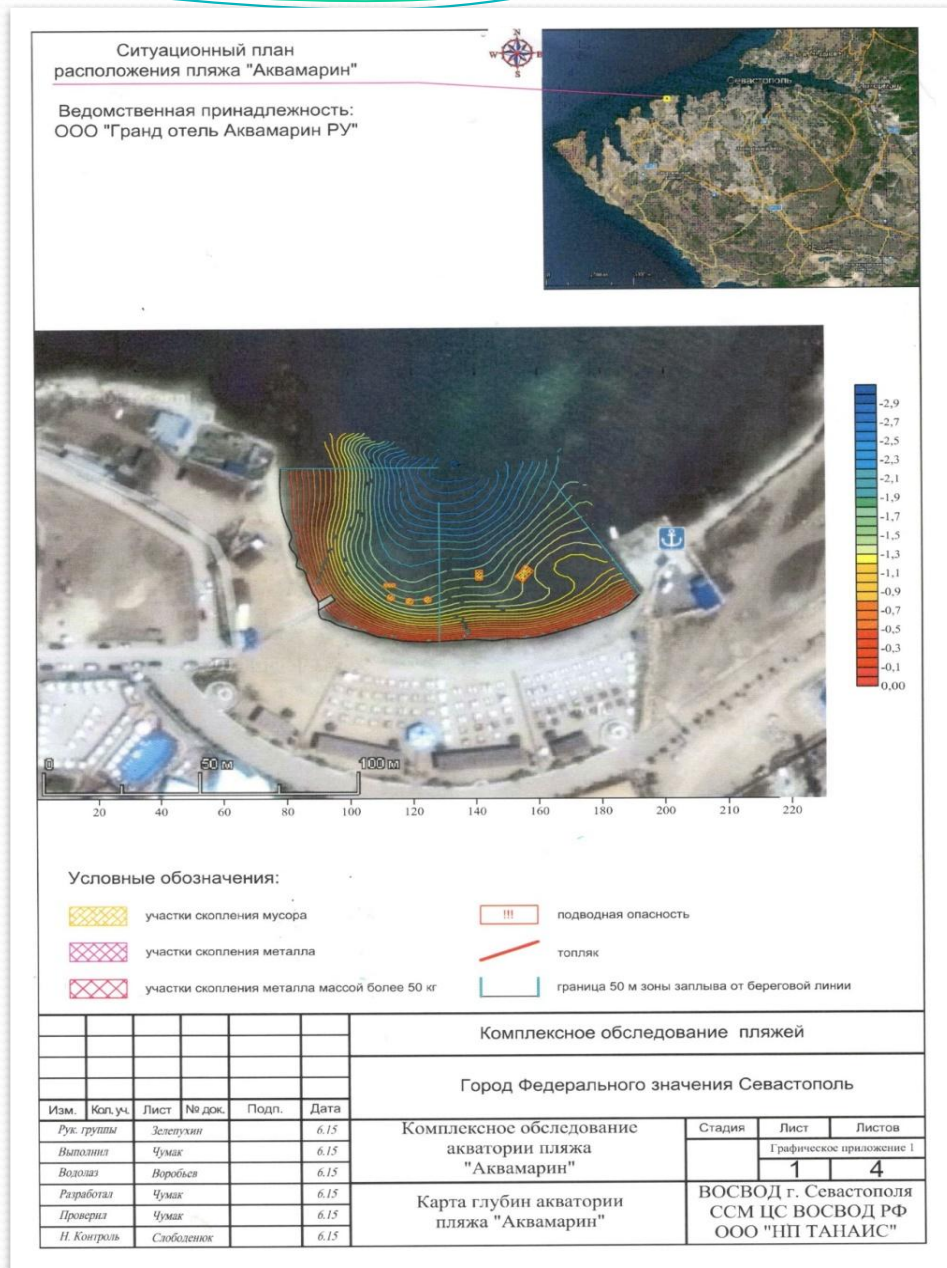 Ситуационный план
расположения пляжа "Аквамарин"
Ведомственная принадлежность:
ООО "Гранд отель Аквамарин РУ"
N
W
S
Севастополь
-2,9
-2,7
-2,5
-2,3
-2,1
-1,9
-1,7
-1,5
-1,3
-1,1
-0,9
-0,7
-0,5
-0,3
-0,1
0,00
0 50 м 100 м
20 40 60 80 100 120 140 160 180 200 210 220
Условные обозначения:
участки скопления мусора
участки скопления металла
участки скопления металла массой более 50 кг
!!! подводная опасность
топляк
граница 50 м зоны заплыва от береговой линии
Комплексное обследование пляжей
Город Федерального значения Севастополь
Изм. Кол.уч. Лист № док. Подп. Дата
Рук. группы Зелепухин 6.15
Выполнил Чумак 6.15
Водолаз Воробьев 6.15
Разработал Чумак 6.15
Проверил Чумак 6.15
Н. Контроль Слободенюк 6.15
Комплексное обследование
акватории пляжа
"Аквамарин"
Стадия Лист Листов
Графическое приложение 1
1 4
Карта глубин акватории
пляжа "Аквамарин"
ВОСВОД г. Севастополя
ССМ ЦС ВОСВОД РФ
ООО "НП ТАНАИС"